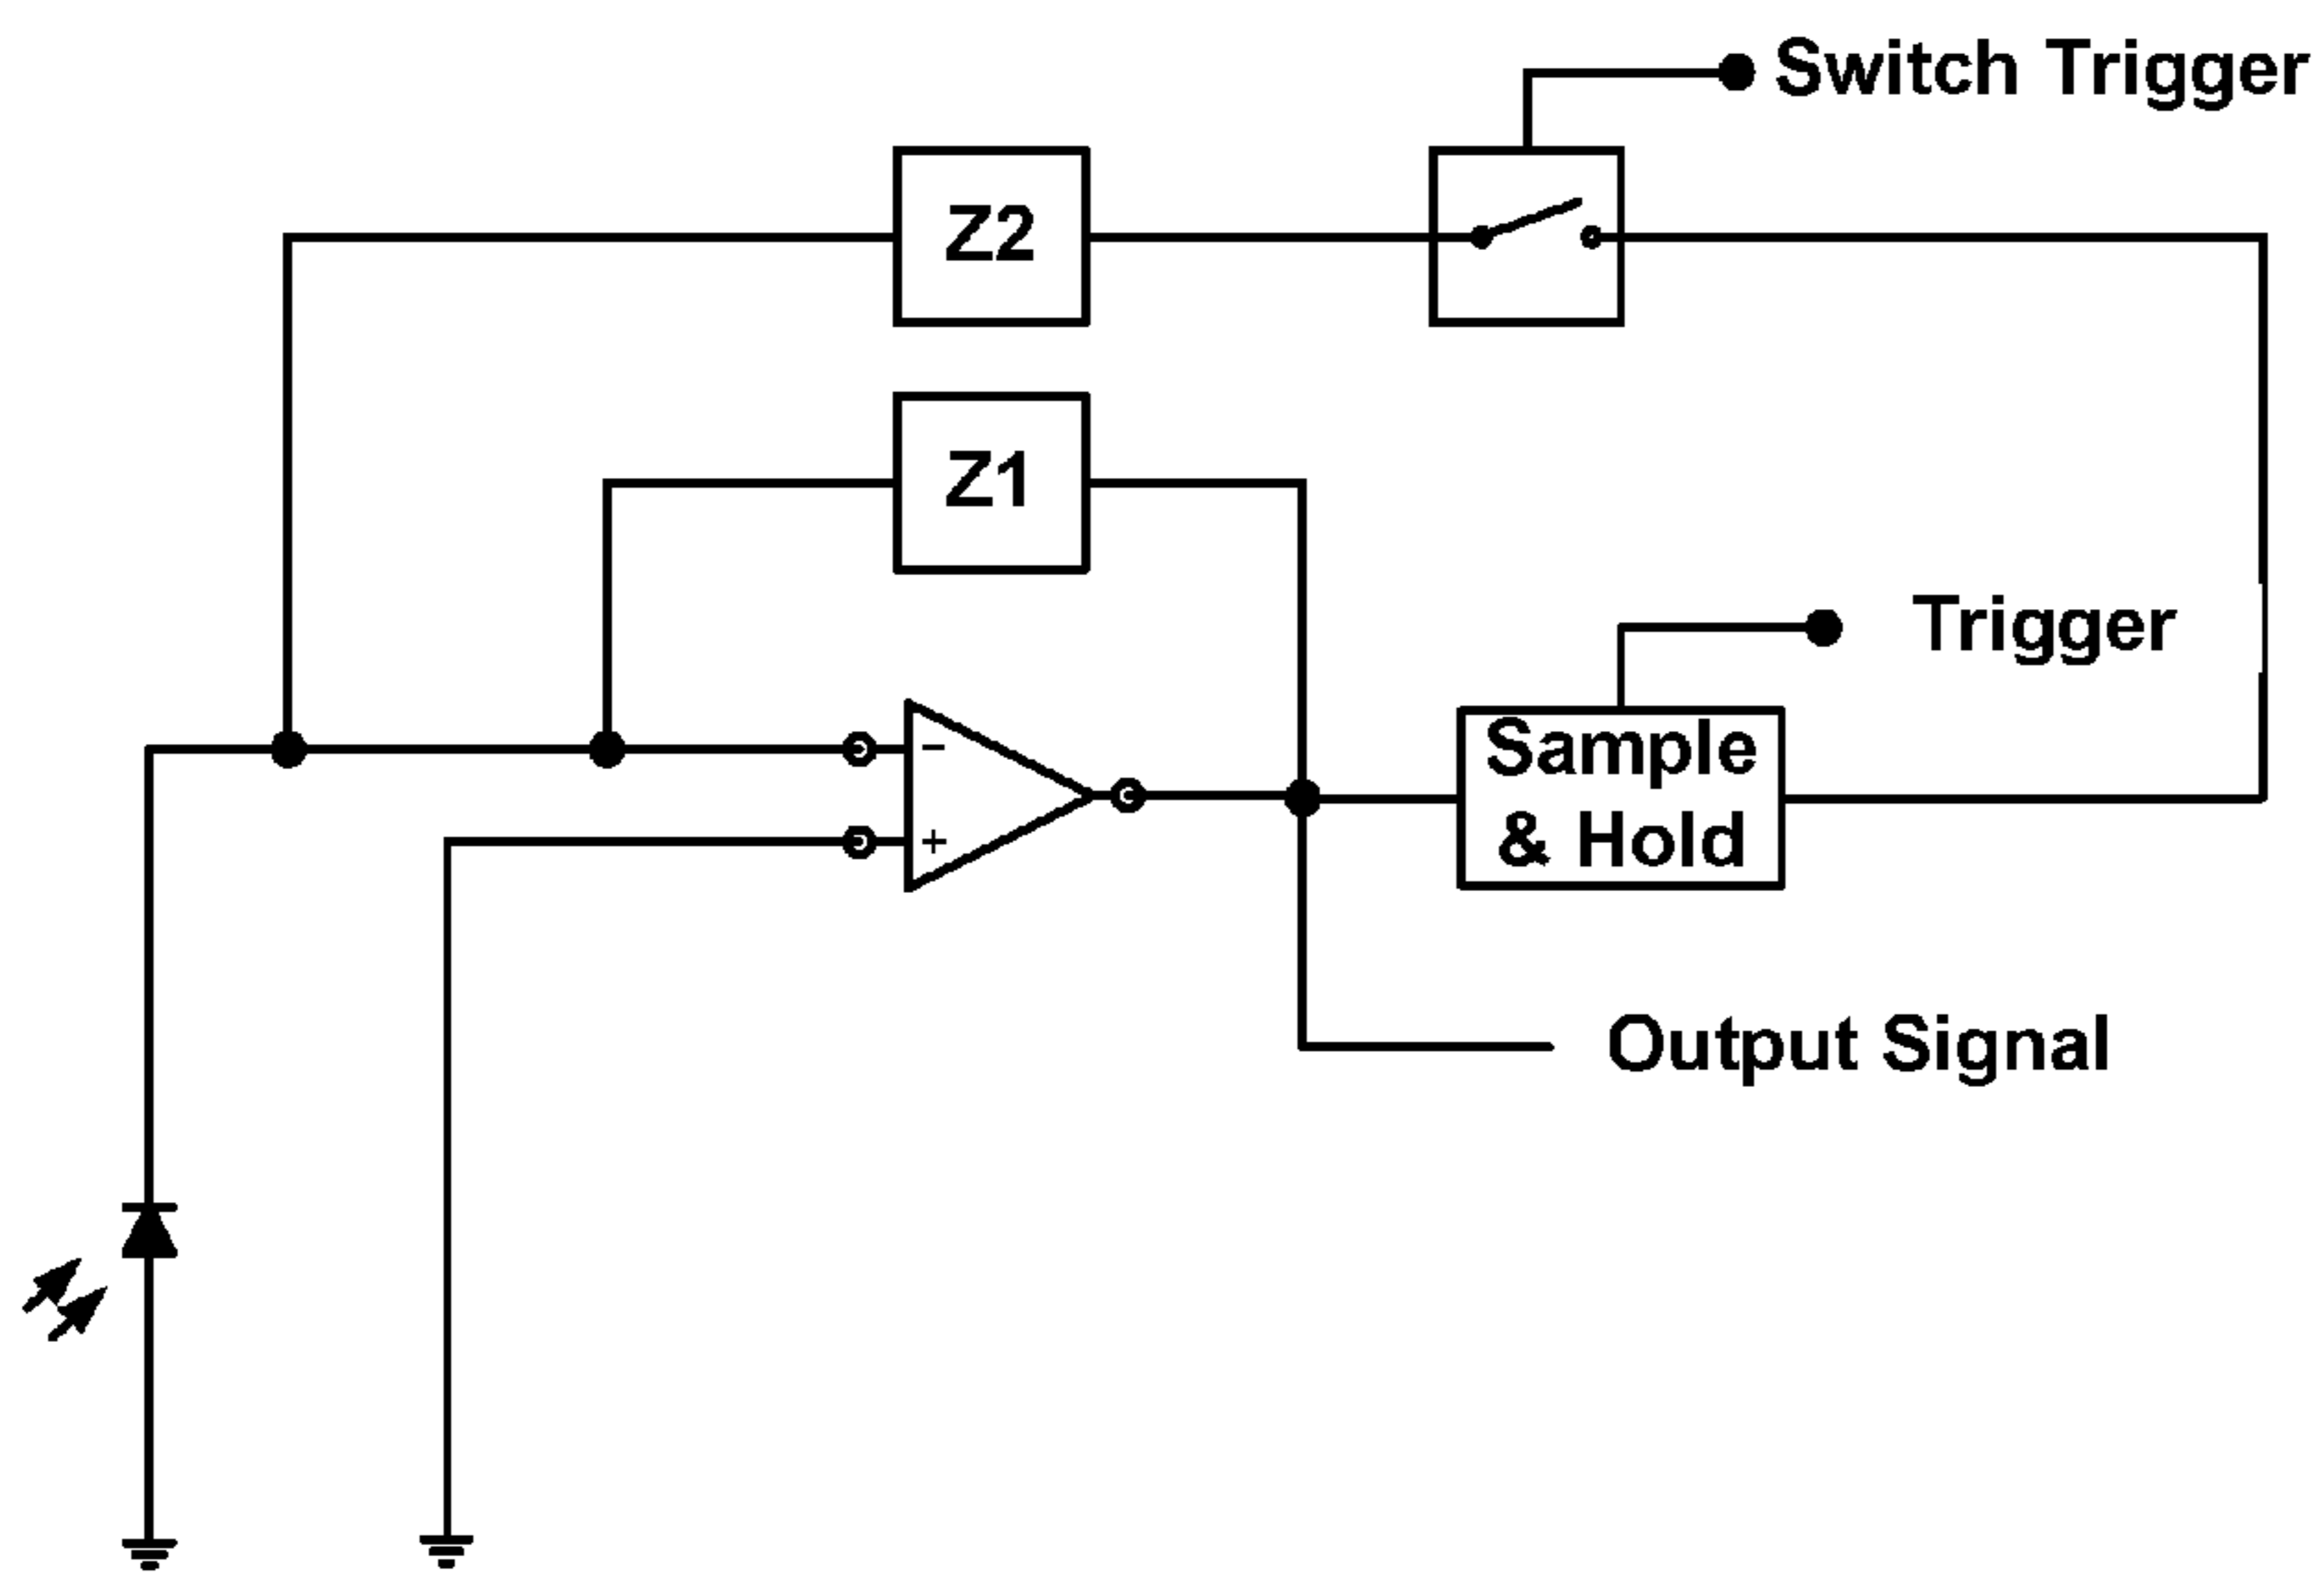 Switch Trigger
Z2
Z1
Trigger
-
+
Sample
& Hold
Output Signal